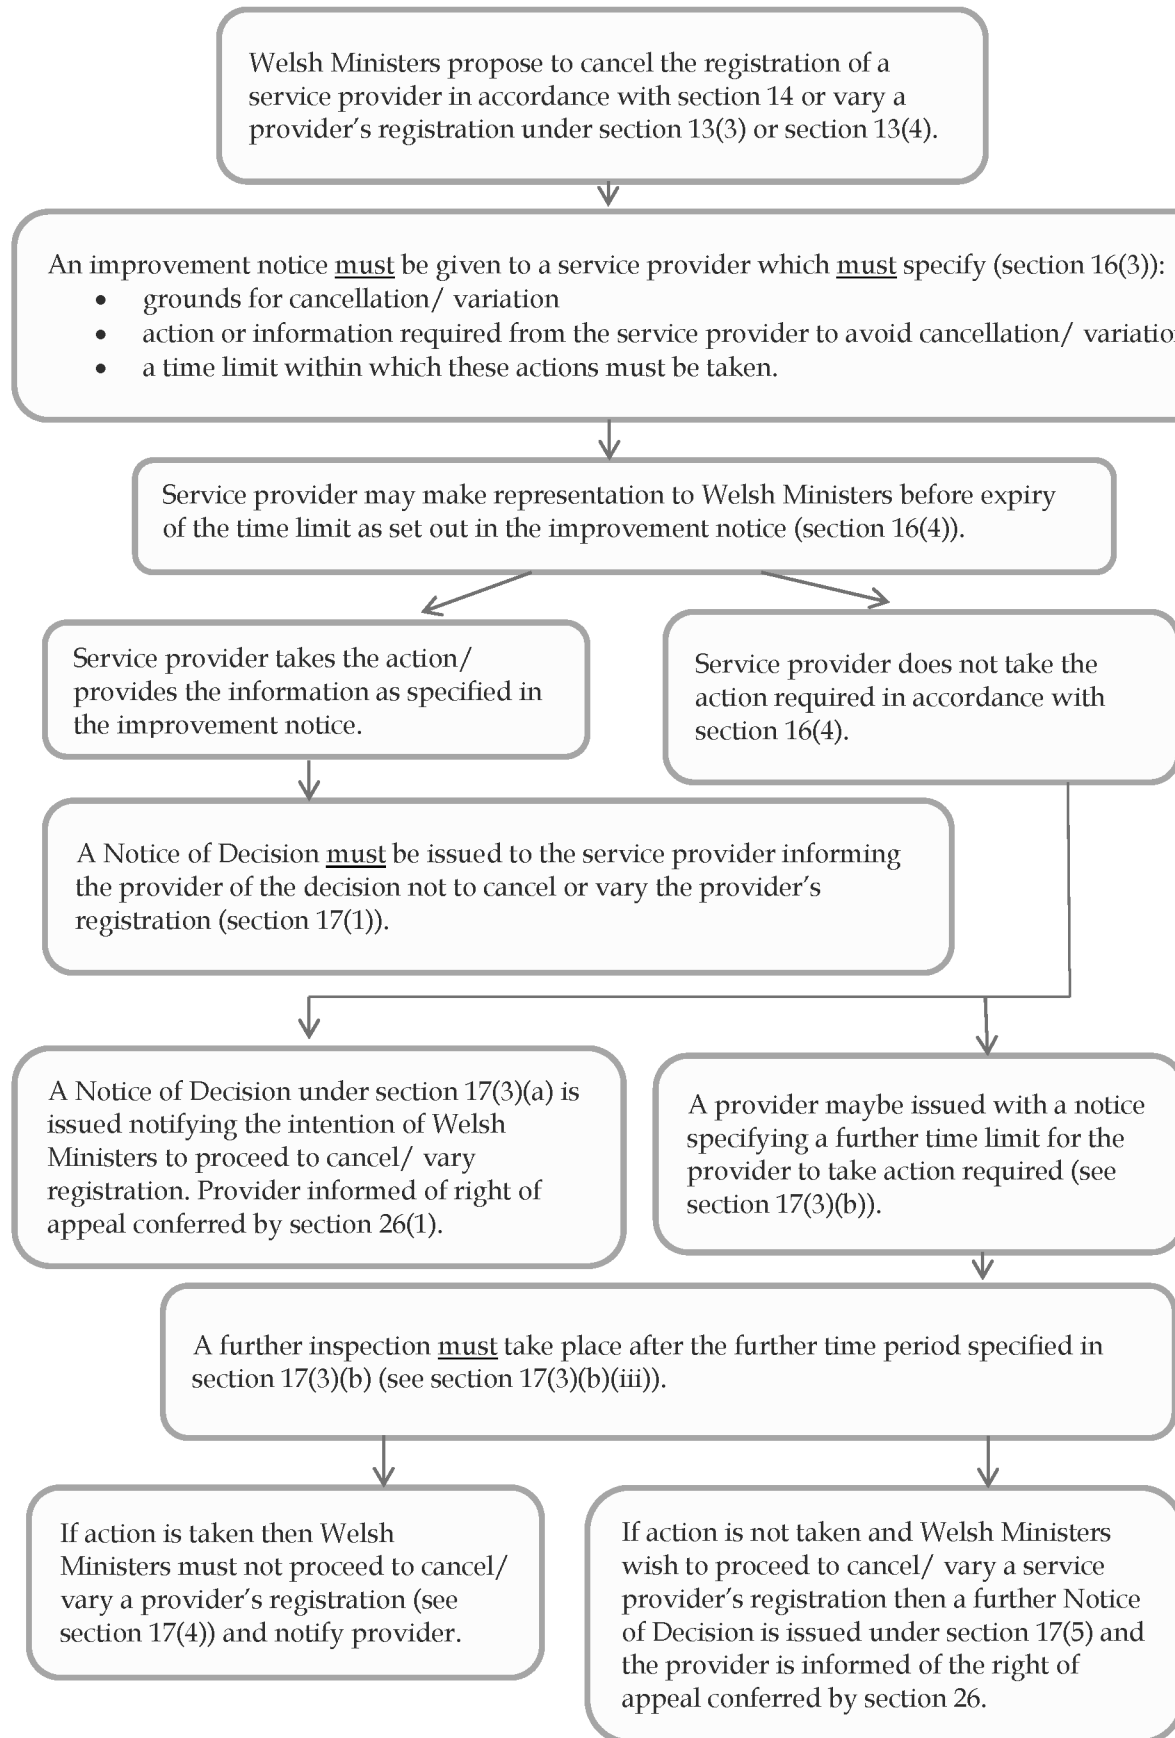 Welsh Ministers propose to cancel the registration of a
service provider in accordance with section 14 or vary a
provider's registration under section 13(3) or section 13(4).
An improvement notice must be given to a service provider which must specify (section 16(3)):
• grounds for cancellation/ variation
• action or information required from the service provider to avoid cancellation/ variatio
• a time limit within which these actions must be taken.
Service provider may make representation to Welsh Ministers before expiry
of the time limit as set out in the improvement notice (section 16(4)).
Service provider takes the action/
provides the information as specified in
the improvement notice.
Service provider does not take the
action required in accordance with
section 16(4).
A Notice of Decision must be issued to the service provider informing
the provider of the decision not to cancel or vary the provider's
registration (section 17(1)).
A Notice of Decision under section 17(3)(a) is
issued notifying the intention of Welsh
Ministers to proceed to cancel/ vary
registration. Provider informed of right of
appeal conferred by section 26(1).
A provider maybe issued with a notice
specifying a further time limit for the
provider to take action required (see
section 17(3)(b)).
A further inspection must take place after the further time period specified in
section 17(3)(b) (see section 17(3)(b)(iii)).
If action is taken then Welsh
Ministers must not proceed to cancel/
vary a provider's registration (see
section 17(4)) and notify provider.
If action is not taken and Welsh Ministers
wish to proceed to cancel/ vary a service
provider's registration then a further Notice
of Decision is issued under section 17(5) and
the provider is informed of the right of
appeal conferred by section 26.